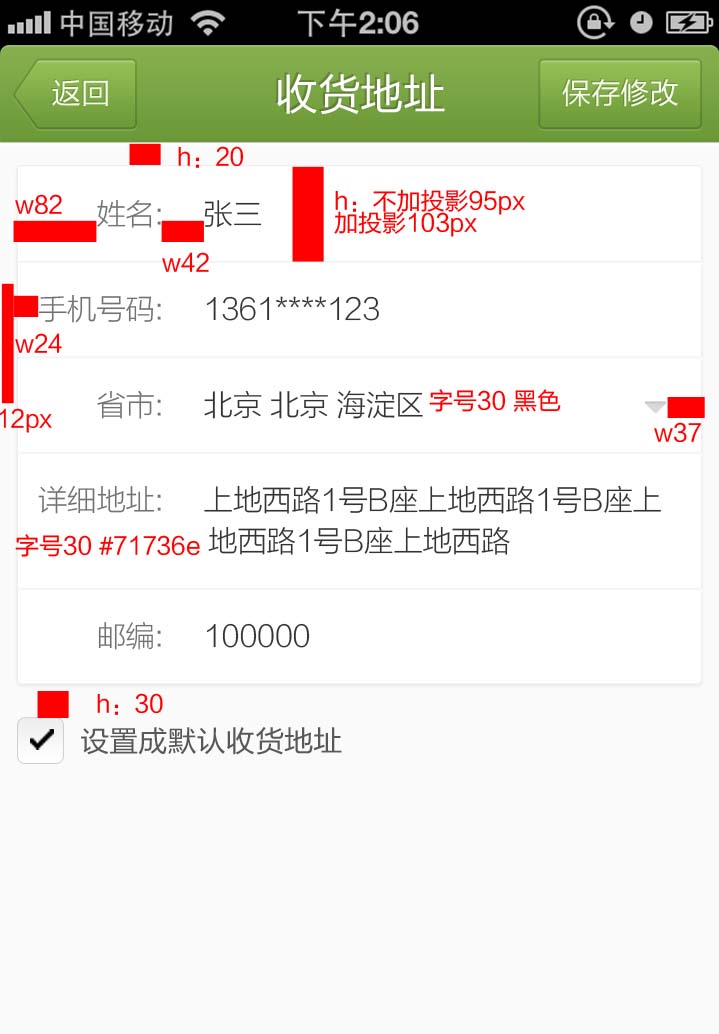 中国移动 下午2:06
返回 收货地址 保存修改
h：20
w82 姓名: 张三 h：不加投影95px
加投影103px
w42
手机号码: 1361****123
w24
省市: 北京 北京 海淀区 字号30 黑色
12px w37
详细地址: 上地西路1号B座上地西路1号B座上
字号30 #71736e 地西路1号B座上地西路
邮编: 100000
h：30
设置成默认收货地址